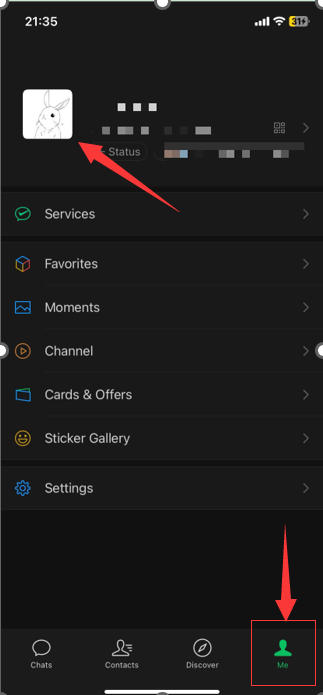 21:35
31
+ Status
Services
Favorites
Moments
Channel
Cards & Offers
Sticker Gallery
Settings
Chats Contacts Discover Me